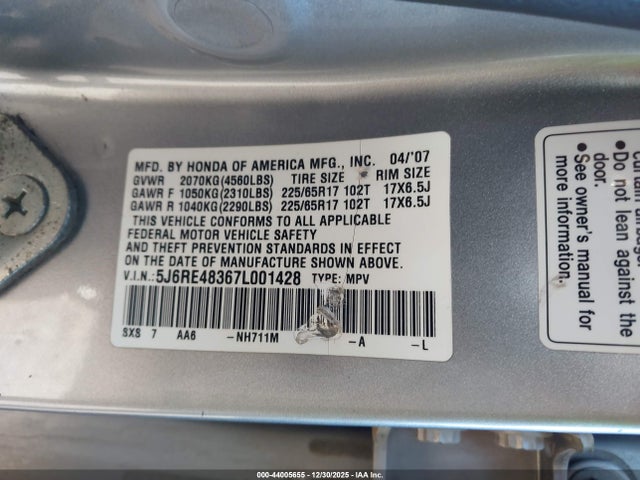 MFD. BY HONDA OF AMERICA MFG., INC. 04/'07
GVWR 2070KG(4560LBS) TIRE SIZE RIM SIZE
GAWR F 1050KG(2310LBS) 225/65R17 102T 17X6.5J
GAWR R 1040KG(2290LBS) 225/65R17 102T 17X6.5J
THIS VEHICLE CONFORMS TO ALL APPLICABLE
FEDERAL MOTOR VEHICLE SAFETY
AND THEFT PREVENTION STANDARDS IN EFFECT
ON THE DATE OF MANUFACTURE SHOWN ABOVE.
V.I.N.: 5J6RE48367L001428 TYPE: MPV
SXS 7 AA6 -NH711M -A -L
•Do not lean against the
door.
•See owner's manual for
more information.
000-44005655 - 12/30/2025 - IAA Vehicle Purchase